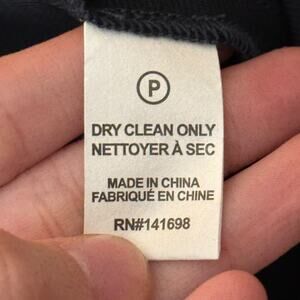 P
DRY CLEAN ONLY
NETTOYER À SEC
MADE IN CHINA
FABRIQUÉ EN CHINE
RN#141698